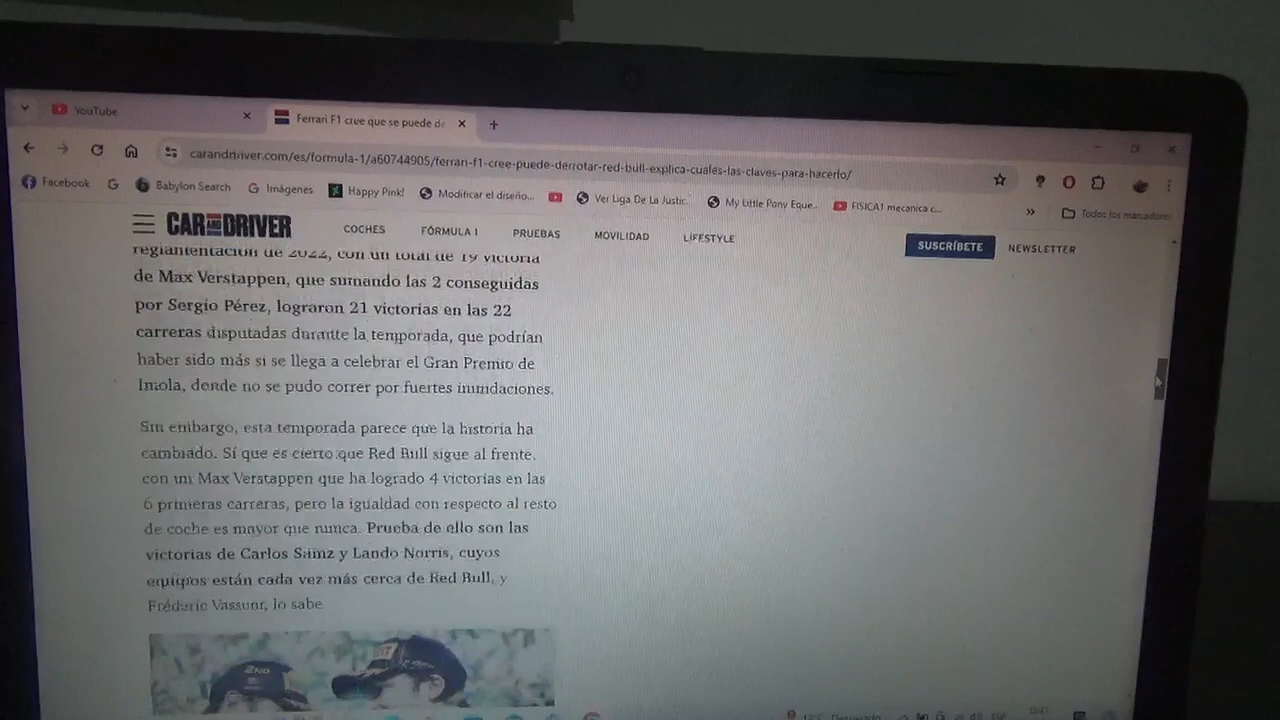 YouTube
Ferrari F1 cree que se puede de
carandriver.com/es/formula-1/a60744905/ferrari-f1-cree-puede-derrotar-red-bull-explica-cuales-las-claves-para-hacerlo/
Facebook
Babylon Search
Imágenes
Happy Pink!
Modificar el diseño...
Ver Liga De La Justic...
My Little Pony Eque...
FISICA1 mecanica c...
Todos los marcadores
CAR AND DRIVER
COCHES
FÓRMULA 1
PRUEBAS
MOVILIDAD
LIFESTYLE
SUSCRÍBETE
NEWSLETTER
reglamentación de 2022, con un total de 19 victoria
de Max Verstappen, que sumando las 2 conseguidas
por Sergio Pérez, lograron 21 victorias en las 22
carreras disputadas durante la temporada, que podrían
haber sido más si se llega a celebrar el Gran Premio de
Imola, donde no se pudo correr por fuertes inundaciones.
Sin embargo, esta temporada parece que la historia ha
cambiado. Sí que es cierto que Red Bull sigue al frente,
con un Max Verstappen que ha logrado 4 victorias en las
6 primeras carreras, pero la igualdad con respecto al resto
de coche es mayor que nunca. Prueba de ello son las
victorias de Carlos Sainz y Lando Norris, cuyos
equipos están cada vez más cerca de Red Bull, y
Fréderic Vasseur, lo sabe
2ND